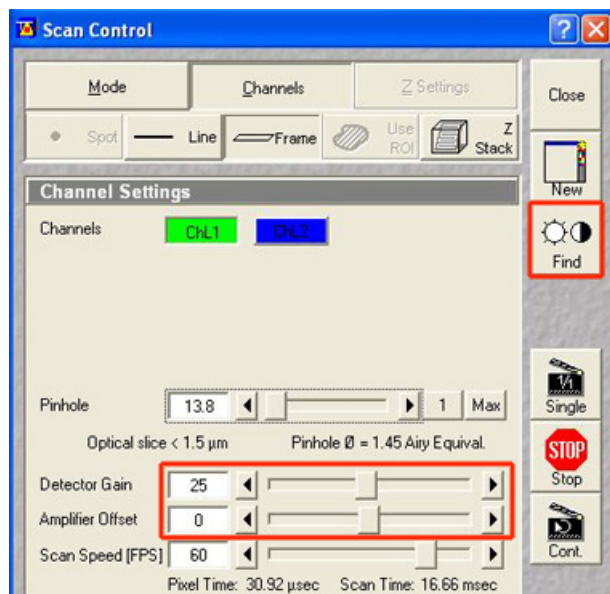 Scan Control
Mode Channels Z Settings Close
Spot Line Frame Use ROI Z Stack
New
Channel Settings
Channels ChL1 ChL2
Find
Pinhole 13.8 1 Max
1/1
Single
Optical slice < 1.5 µm Pinhole Ø = 1.45 Airy Equival.
STOP
Stop
Detector Gain 25
Amplifier Offset 0
Scan Speed [FPS] 60
Cont.
Pixel Time: 30.92 µsec Scan Time: 16.66 msec